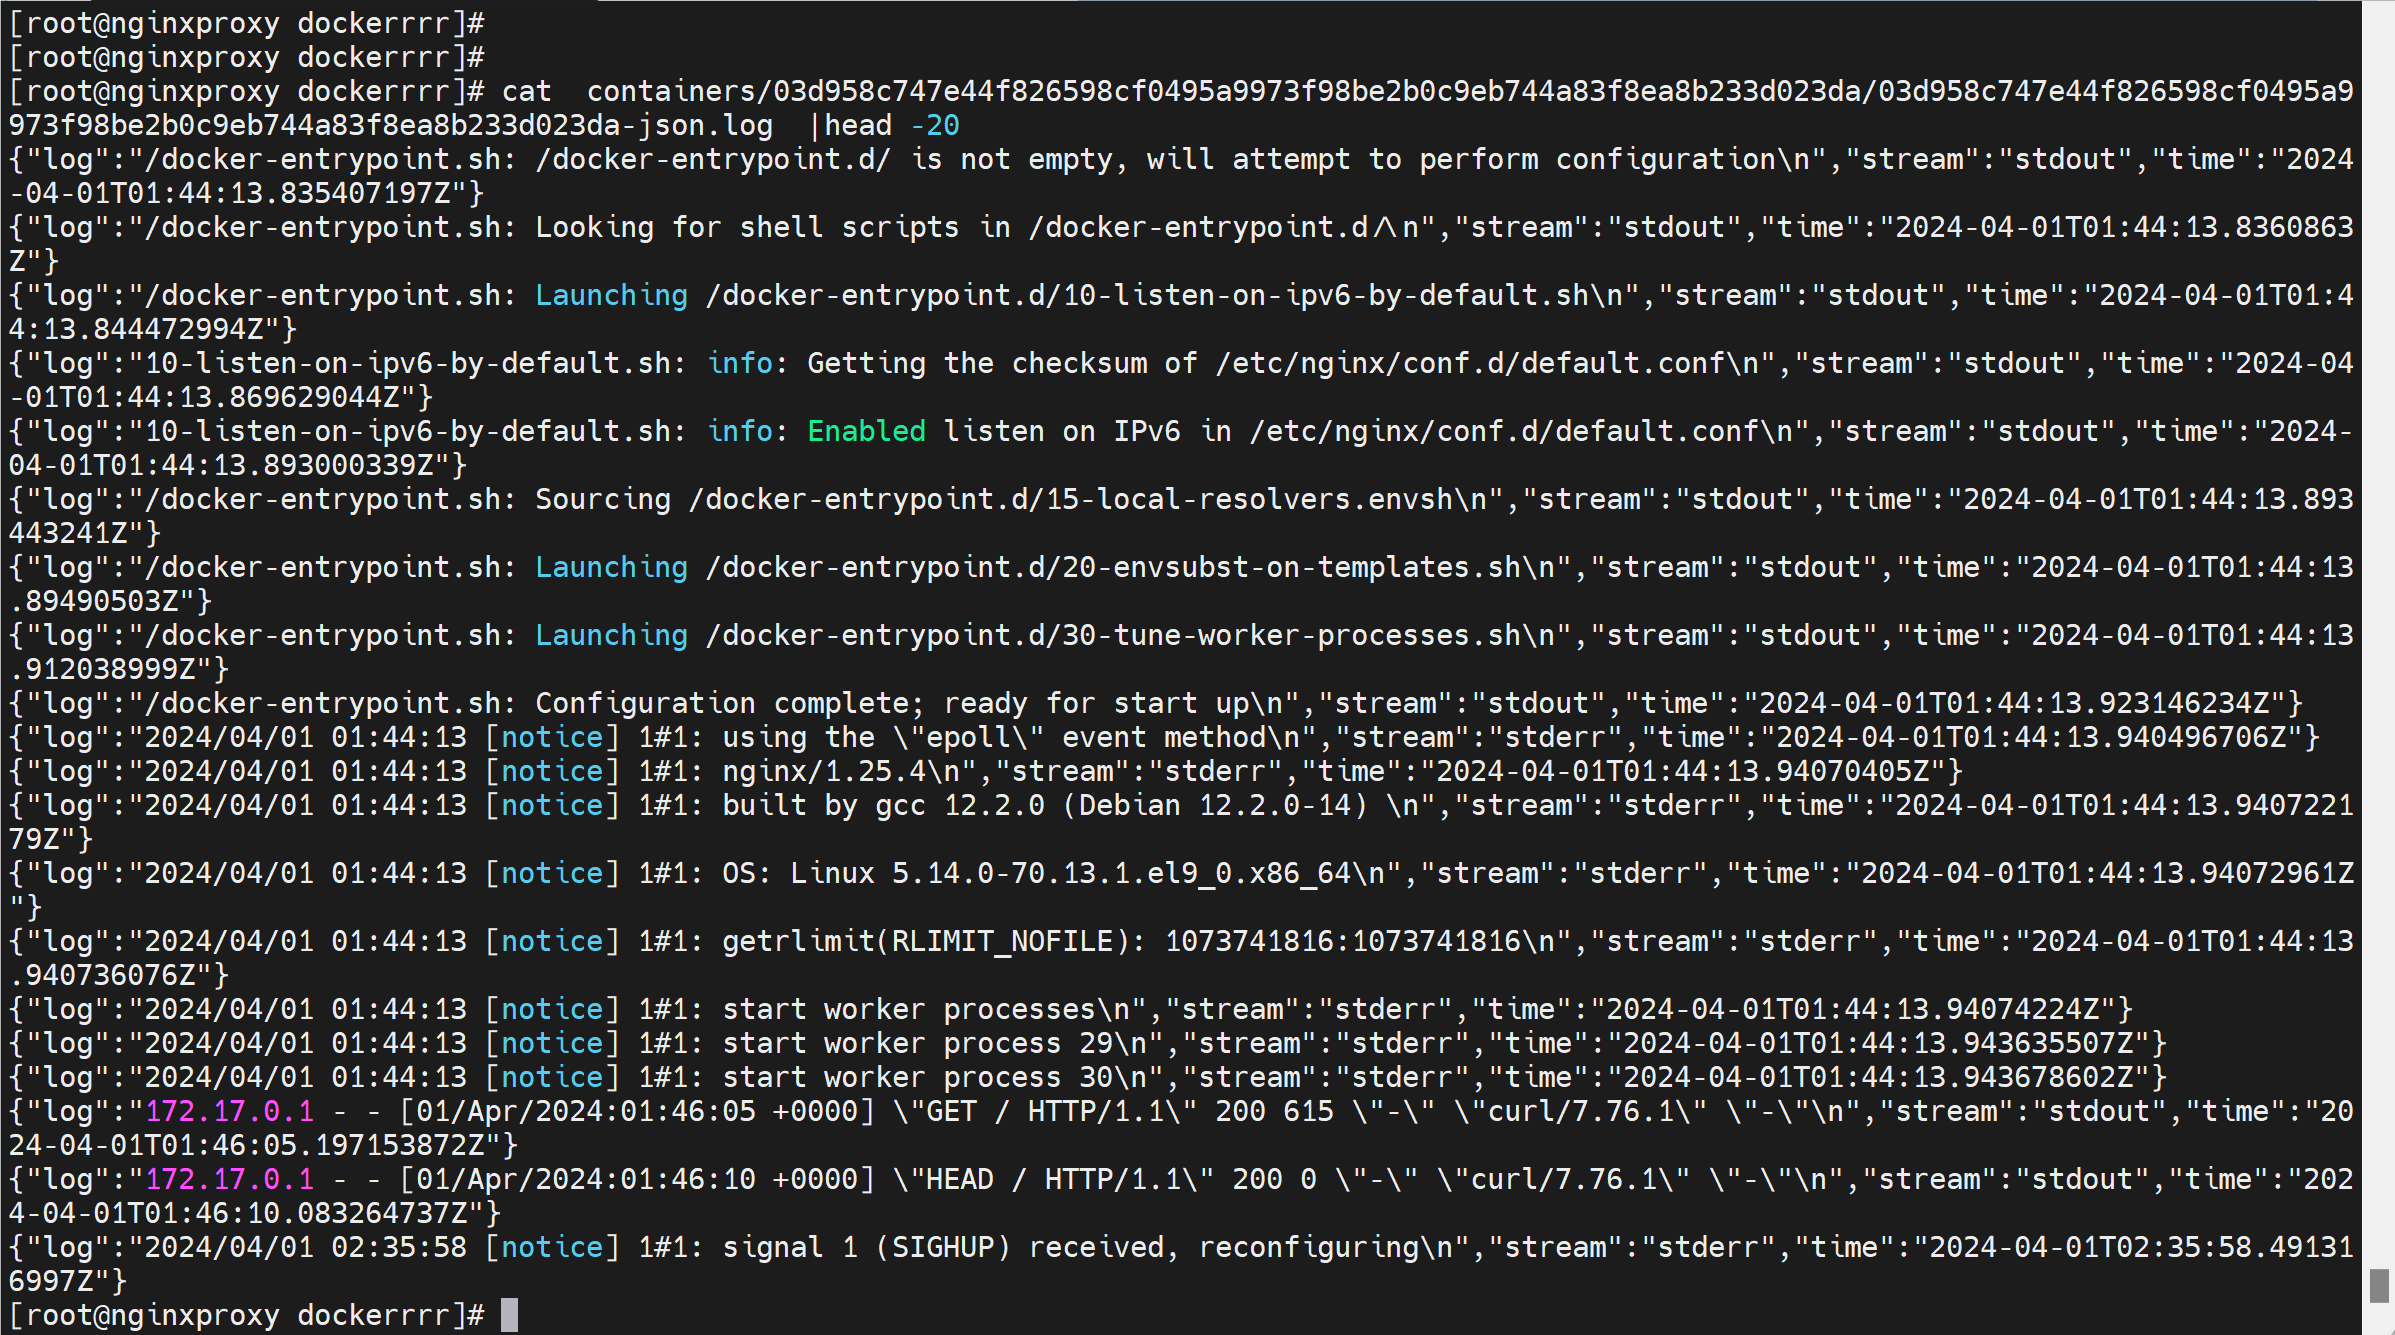 [root@nginxproxy dockerrrr]#
[root@nginxproxy dockerrrr]#
[root@nginxproxy dockerrrr]# cat  containers/03d958c747e44f826598cf0495a9973f98be2b0c9eb744a83f8ea8b233d023da/03d958c747e44f826598cf0495a9
973f98be2b0c9eb744a83f8ea8b233d023da-json.log  |head -20
{"log":"/docker-entrypoint.sh: /docker-entrypoint.d/ is not empty, will attempt to perform configuration\n","stream":"stdout","time":"2024
-04-01T01:44:13.835407197Z"}
{"log":"/docker-entrypoint.sh: Looking for shell scripts in /docker-entrypoint.d/\n","stream":"stdout","time":"2024-04-01T01:44:13.8360863
Z"}
{"log":"/docker-entrypoint.sh: Launching /docker-entrypoint.d/10-listen-on-ipv6-by-default.sh\n","stream":"stdout","time":"2024-04-01T01:4
4:13.844472994Z"}
{"log":"10-listen-on-ipv6-by-default.sh: info: Getting the checksum of /etc/nginx/conf.d/default.conf\n","stream":"stdout","time":"2024-04
-01T01:44:13.869629044Z"}
{"log":"10-listen-on-ipv6-by-default.sh: info: Enabled listen on IPv6 in /etc/nginx/conf.d/default.conf\n","stream":"stdout","time":"2024-
04-01T01:44:13.893000339Z"}
{"log":"/docker-entrypoint.sh: Sourcing /docker-entrypoint.d/15-local-resolvers.envsh\n","stream":"stdout","time":"2024-04-01T01:44:13.893
443241Z"}
{"log":"/docker-entrypoint.sh: Launching /docker-entrypoint.d/20-envsubst-on-templates.sh\n","stream":"stdout","time":"2024-04-01T01:44:13
.89490503Z"}
{"log":"/docker-entrypoint.sh: Launching /docker-entrypoint.d/30-tune-worker-processes.sh\n","stream":"stdout","time":"2024-04-01T01:44:13
.912038999Z"}
{"log":"/docker-entrypoint.sh: Configuration complete; ready for start up\n","stream":"stdout","time":"2024-04-01T01:44:13.923146234Z"}
{"log":"2024/04/01 01:44:13 [notice] 1#1: using the \"epoll\" event method\n","stream":"stderr","time":"2024-04-01T01:44:13.940496706Z"}
{"log":"2024/04/01 01:44:13 [notice] 1#1: nginx/1.25.4\n","stream":"stderr","time":"2024-04-01T01:44:13.94070405Z"}
{"log":"2024/04/01 01:44:13 [notice] 1#1: built by gcc 12.2.0 (Debian 12.2.0-14) \n","stream":"stderr","time":"2024-04-01T01:44:13.9407221
79Z"}
{"log":"2024/04/01 01:44:13 [notice] 1#1: OS: Linux 5.14.0-70.13.1.el9_0.x86_64\n","stream":"stderr","time":"2024-04-01T01:44:13.94072961Z
"}
{"log":"2024/04/01 01:44:13 [notice] 1#1: getrlimit(RLIMIT_NOFILE): 1073741816:1073741816\n","stream":"stderr","time":"2024-04-01T01:44:13
.940736076Z"}
{"log":"2024/04/01 01:44:13 [notice] 1#1: start worker processes\n","stream":"stderr","time":"2024-04-01T01:44:13.94074224Z"}
{"log":"2024/04/01 01:44:13 [notice] 1#1: start worker process 29\n","stream":"stderr","time":"2024-04-01T01:44:13.943635507Z"}
{"log":"2024/04/01 01:44:13 [notice] 1#1: start worker process 30\n","stream":"stderr","time":"2024-04-01T01:44:13.943678602Z"}
{"log":"172.17.0.1 - - [01/Apr/2024:01:46:05 +0000] \"GET / HTTP/1.1\" 200 615 \"-\" \"curl/7.76.1\" \"-\"\n","stream":"stdout","time":"20
24-04-01T01:46:05.197153872Z"}
{"log":"172.17.0.1 - - [01/Apr/2024:01:46:10 +0000] \"HEAD / HTTP/1.1\" 200 0 \"-\" \"curl/7.76.1\" \"-\"\n","stream":"stdout","time":"202
4-04-01T01:46:10.083264737Z"}
{"log":"2024/04/01 02:35:58 [notice] 1#1: signal 1 (SIGHUP) received, reconfiguring\n","stream":"stderr","time":"2024-04-01T02:35:58.49131
6997Z"}
[root@nginxproxy dockerrrr]#